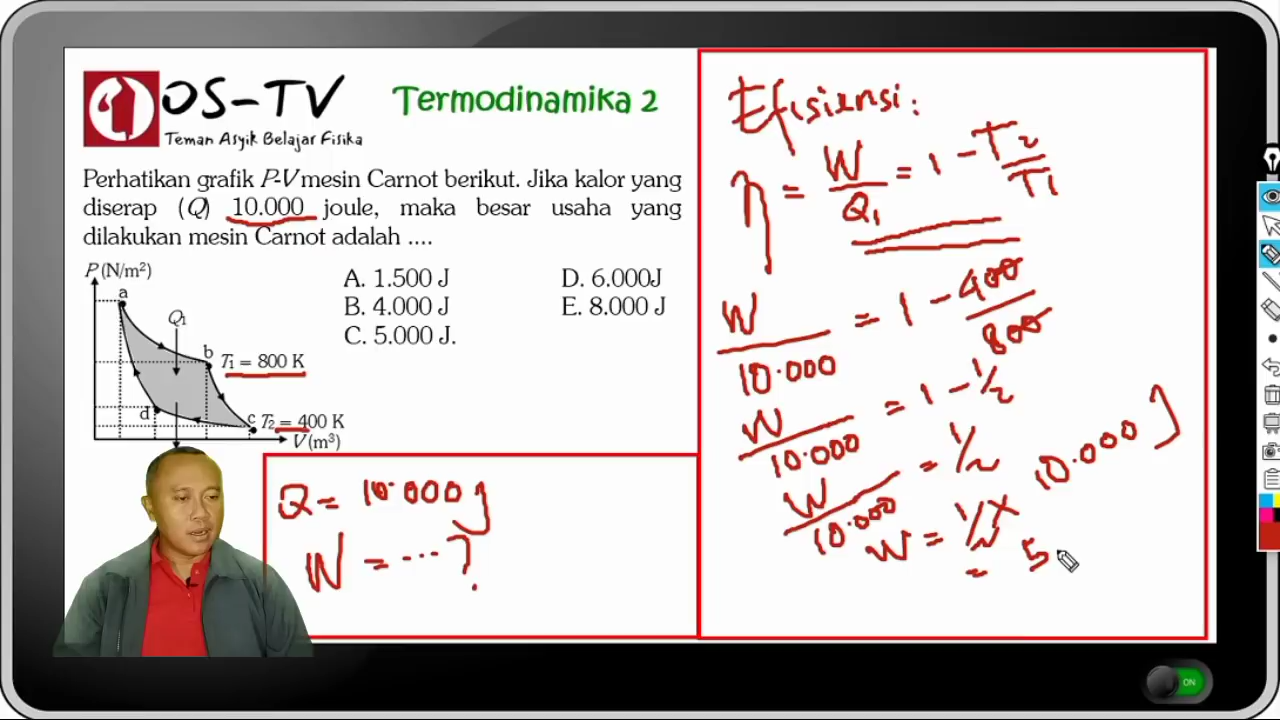 OS-TV
Teman Asyik Belajar Fisika
Termodinamika 2
Perhatikan grafik P-V mesin Carnot berikut. Jika kalor yang
diserap (Q) 10.000 joule, maka besar usaha yang
dilakukan mesin Carnot adalah ....
P (N/m²)
a
Q₁
b
T₁ = 800 K
d
c T₂ = 400 K
V (m³)
A. 1.500 J
B. 4.000 J
C. 5.000 J.
D. 6.000J
E. 8.000 J
Q = 10.000 J
W = ... ?
Efisiensi :
η = W/Q₁ = 1 - T₂/T₁
W/10.000 = 1 - 400/800
W/10.000 = 1 - 1/2
W/10.000 = 1/2
W = 1/2 x 10.000 J
= 5
ON